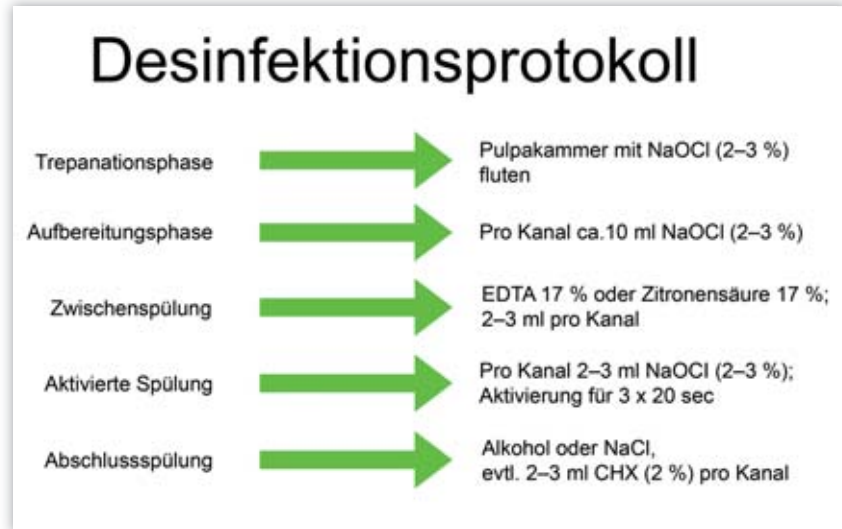 Desinfektionsprotokoll
Trepanationsphase
Pulpakammer mit NaOCl (2–3 %)
fluten
Aufbereitungsphase
Pro Kanal ca.10 ml NaOCl (2–3 %)
Zwischenspülung
EDTA 17 % oder Zitronensäure 17 %;
2–3 ml pro Kanal
Aktivierte Spülung
Pro Kanal 2–3 ml NaOCl (2–3 %);
Aktivierung für 3 x 20 sec
Abschlussspülung
Alkohol oder NaCl,
evtl. 2–3 ml CHX (2 %) pro Kanal